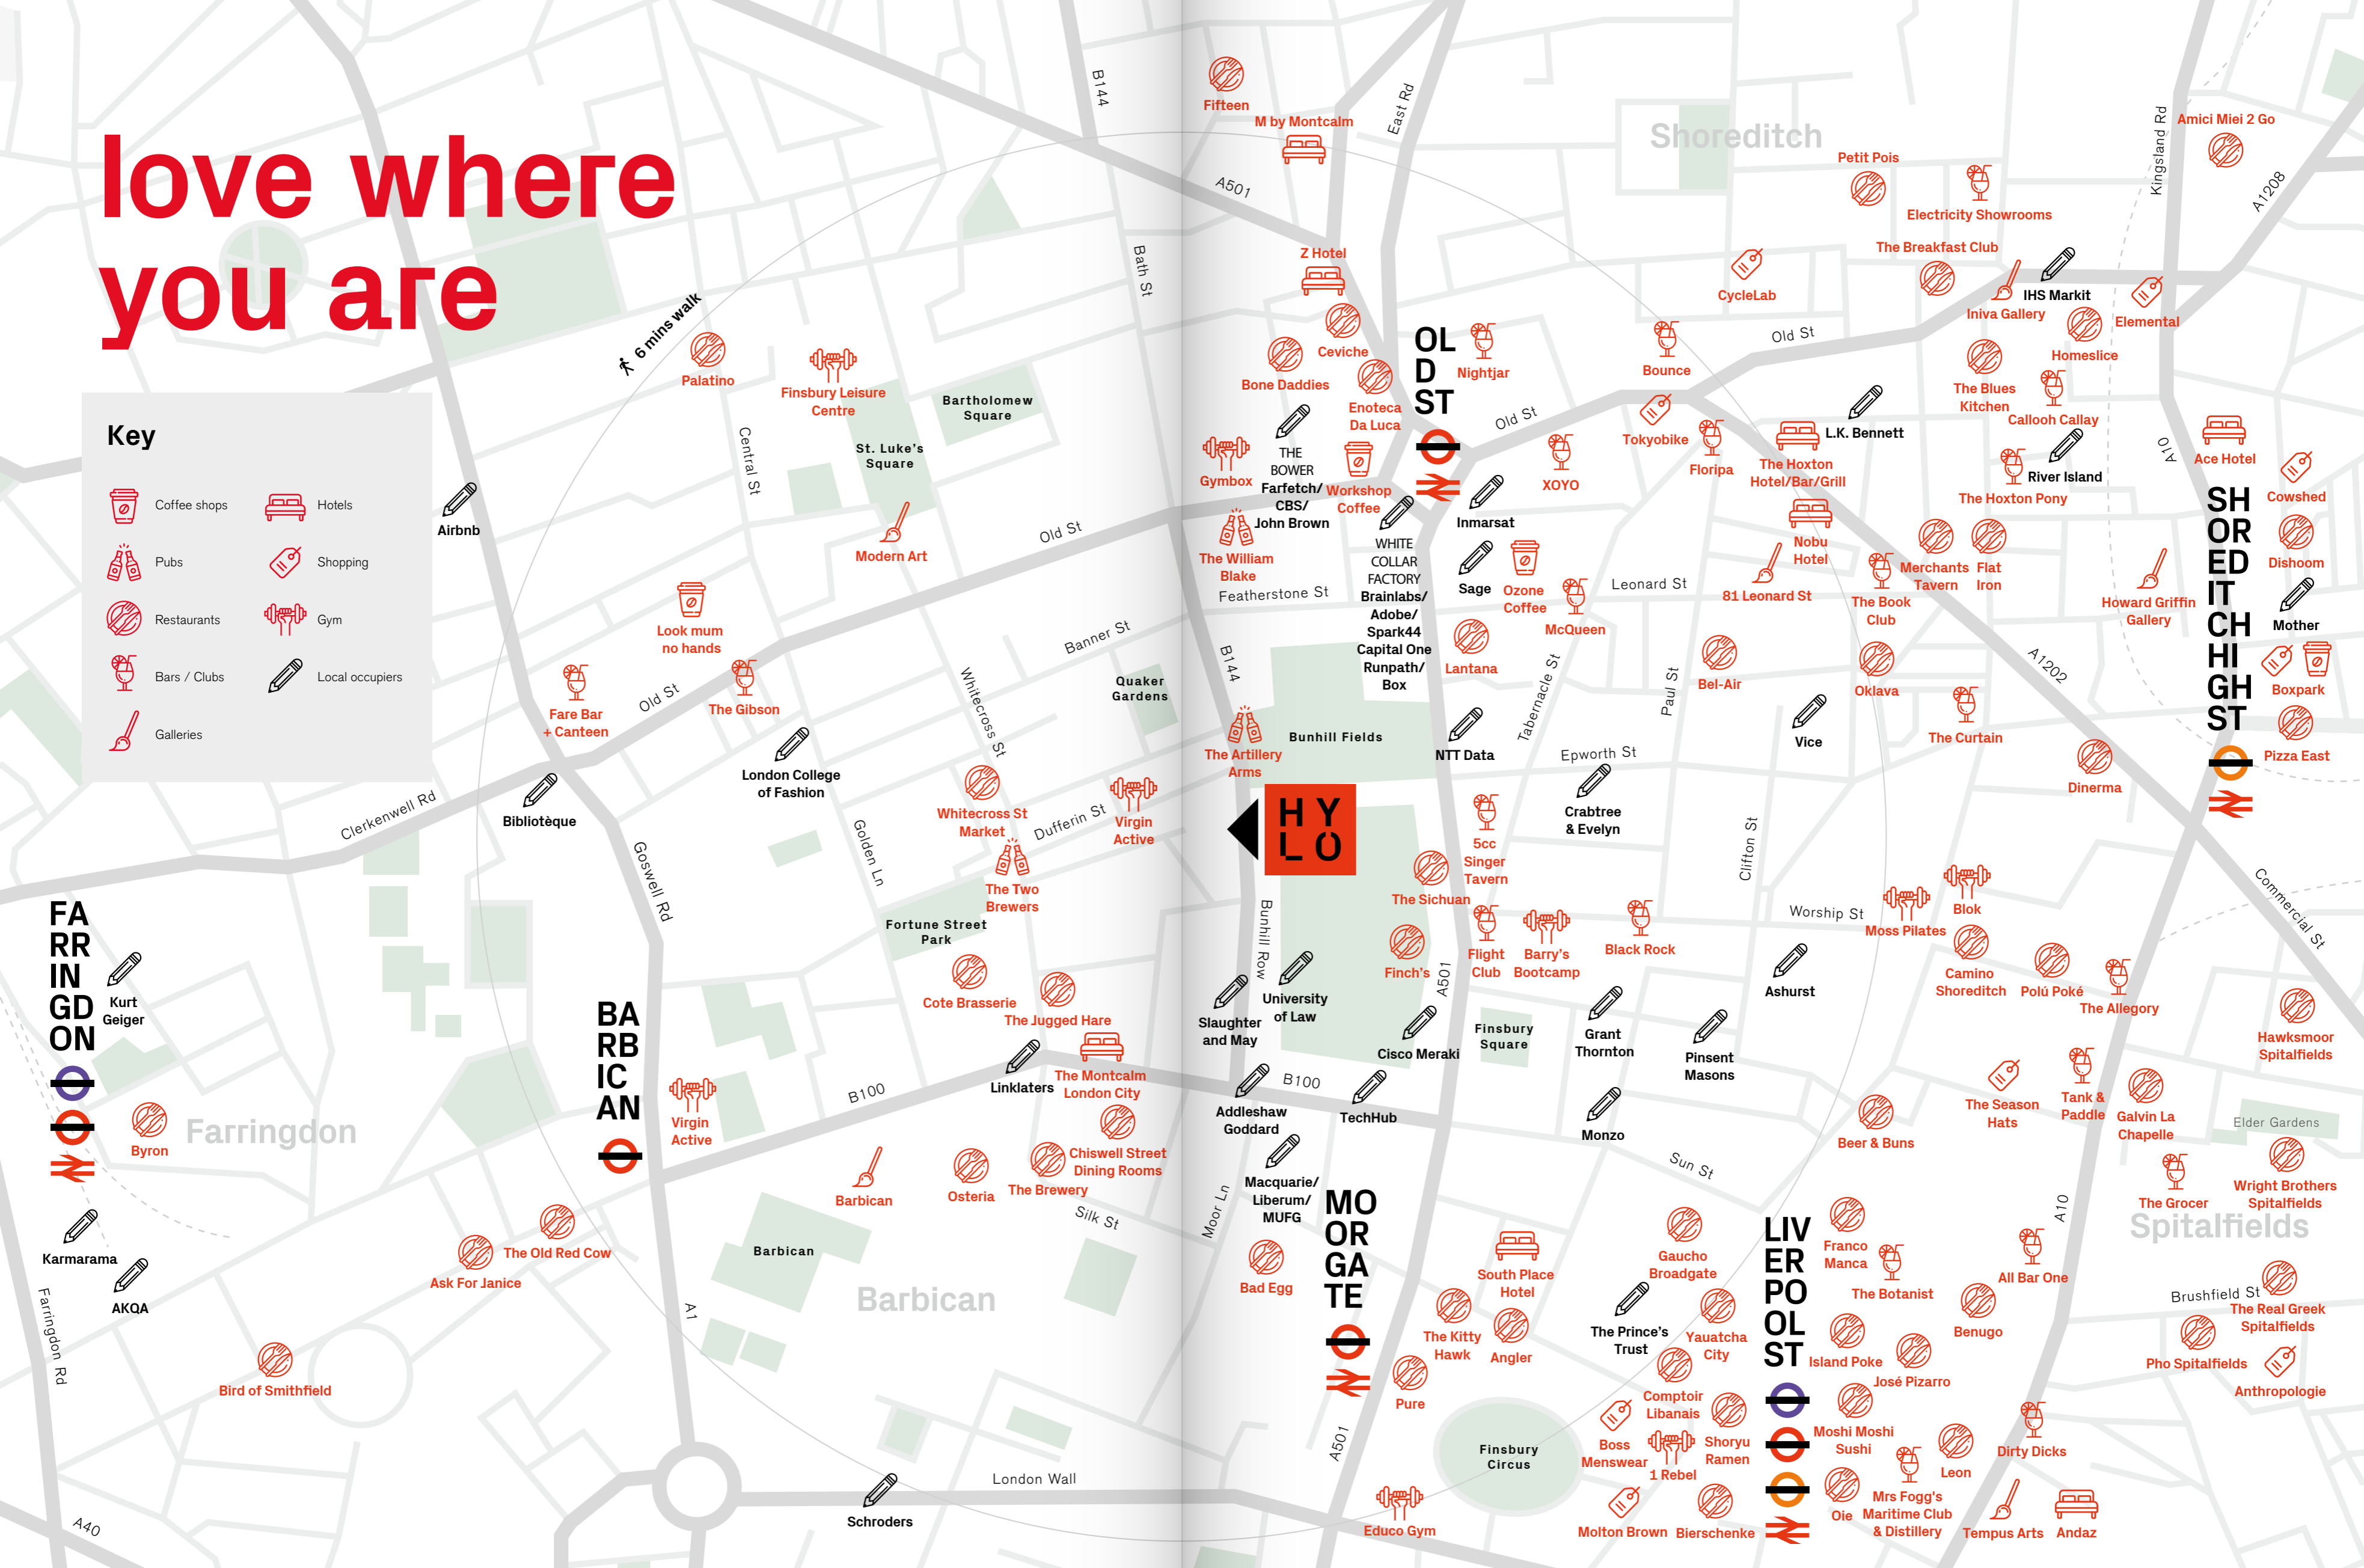 love where
you are
Key
Coffee shops
Hotels
Pubs
Shopping
Restaurants
Gym
Bars / Clubs
Local occupiers
Galleries
6 mins walk
B144
Bath St
A501
East Rd
Fifteen
M by Montcalm
Shoreditch
Kingsland Rd
Amici Miei 2 Go
A1208
Petit Pois
Electricity Showrooms
The Breakfast Club
Z Hotel
CycleLab
IHS Markit
Iniva Gallery
Elemental
Old St
Homeslice
Ceviche
Bone Daddies
Enoteca
Da Luca
OL
D
ST
Nightjar
Bounce
The Blues
Kitchen
Callooh Callay
Palatino
Finsbury Leisure
Centre
Bartholomew
Square
St. Luke's
Square
Central St
Modern Art
Airbnb
Old St
Gymbox
THE
BOWER
Farfetch/
CBS/
John Brown
Workshop
Coffee
Old St
XOYO
Tokyobike
Floripa
The Hoxton
Hotel/Bar/Grill
L.K. Bennett
River Island
The Hoxton Pony
A10
Ace Hotel
Cowshed
SH
OR
ED
IT
CH
HI
GH
ST
Dishoom
Mother
Boxpark
Pizza East
The William
Blake
Inmarsat
WHITE
COLLAR
FACTORY
Brainlabs/
Adobe/
Spark44
Capital One
Runpath/
Box
Sage
Ozone
Coffee
McQueen
Lantana
Leonard St
Nobu
Hotel
81 Leonard St
The Book
Club
Merchants
Tavern
Flat
Iron
Howard Griffin
Gallery
A1202
Featherstone St
Banner St
B144
Look mum
no hands
Fare Bar
+ Canteen
Old St
The Gibson
Whitecross St
Quaker
Gardens
Bunhill Fields
The Artillery
Arms
NTT Data
Tabernacle St
Paul St
Bel-Air
Oklava
Vice
The Curtain
Dinerma
Epworth St
Crabtree
& Evelyn
London College
of Fashion
Bibliotèque
Clerkenwell Rd
Goswell Rd
Golden Ln
Whitecross St
Market
Dufferin St
Virgin
Active
The Two
Brewers
HY
LO
5cc
Singer
Tavern
The Sichuan
Clifton St
Worship St
Moss Pilates
Blok
Commercial St
Fortune Street
Park
Bunhill Row
Finch's
Flight
Club
Barry's
Bootcamp
Black Rock
A501
Ashurst
Camino
Shoreditch
Polú Poké
The Allegory
Hawksmoor
Spitalfields
FA
RR
IN
GD
ON
Kurt
Geiger
BA
RB
IC
AN
Cote Brasserie
The Jugged Hare
Slaughter
and May
University
of Law
Cisco Meraki
Finsbury
Square
Grant
Thornton
Pinsent
Masons
Linklaters
The Montcalm
London City
B100
B100
Addleshaw
Goddard
TechHub
Monzo
The Season
Hats
Tank &
Paddle
Galvin La
Chapelle
Elder Gardens
Byron
Farringdon
Virgin
Active
Chiswell Street
Dining Rooms
The Brewery
Osteria
Barbican
Silk St
Moor Ln
Macquarie/
Liberum/
MUFG
Beer & Buns
Sun St
Wright Brothers
Spitalfields
The Grocer
Spitalfields
A10
Karmarama
AKQA
Farringdon Rd
Ask For Janice
The Old Red Cow
Barbican
Barbican
A1
Bad Egg
MO
OR
GA
TE
South Place
Hotel
Gaucho
Broadgate
LIV
ER
PO
OL
ST
Franco
Manca
The Botanist
All Bar One
Brushfield St
The Real Greek
Spitalfields
Pho Spitalfields
Anthropologie
Bird of Smithfield
The Kitty
Hawk
Angler
The Prince's
Trust
Yauatcha
City
Island Poke
Benugo
José Pizarro
Pure
Comptoir
Libanais
Moshi Moshi
Sushi
Dirty Dicks
A501
Finsbury
Circus
Boss
Menswear
1 Rebel
Shoryu
Ramen
Leon
London Wall
Schroders
A40
Educo Gym
Molton Brown
Bierschenke
Oie
Mrs Fogg's
Maritime Club
& Distillery
Tempus Arts
Andaz